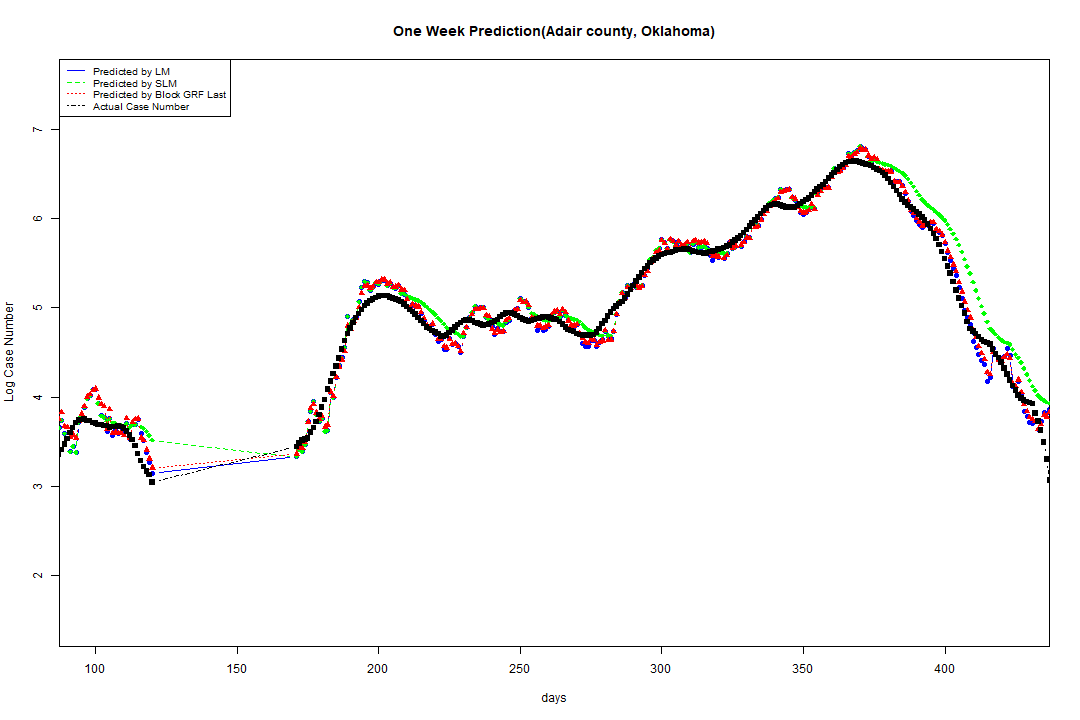 One Week Prediction(Adair county, Oklahoma)
Predicted by LM
Predicted by SLM
Predicted by Block GRF Last
Actual Case Number
Log Case Number
7
6
5
4
3
2
100 150 200 250 300 350 400
days